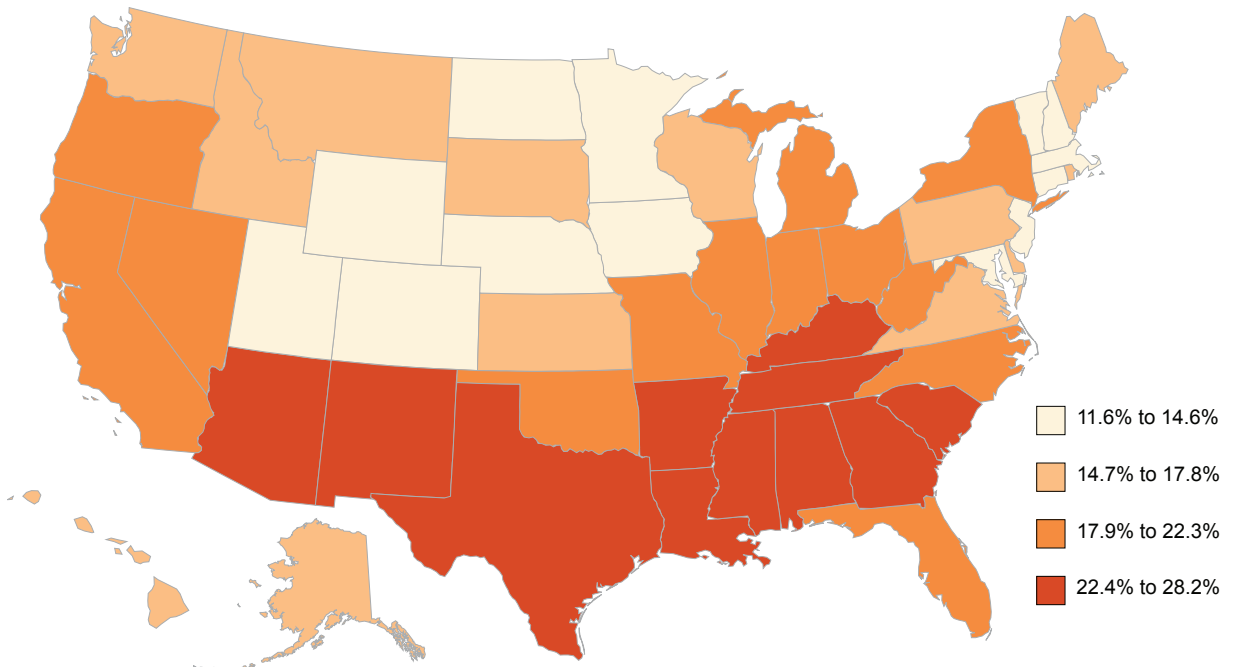 11.6% to 14.6%
14.7% to 17.8%
17.9% to 22.3%
22.4% to 28.2%